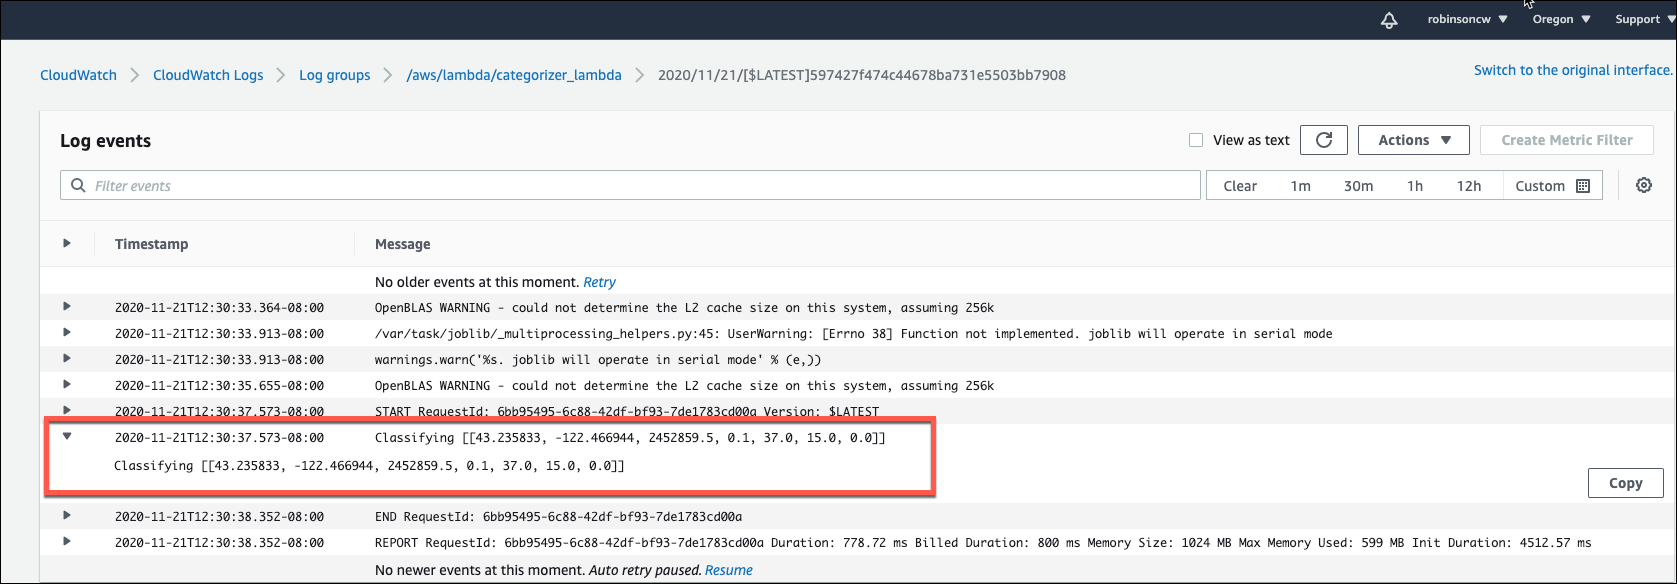 robinsoncw Oregon Support
CloudWatch CloudWatch Logs Log groups /aws/lambda/categorizer_lambda 2020/11/21/[$LATEST]597427f474c44678ba731e5503bb7908
Switch to the original interface.
Log events
View as text Actions Create Metric Filter
Filter events Clear 1m 30m 1h 12h Custom
Timestamp Message
No older events at this moment. Retry
2020-11-21T12:30:33.364-08:00 OpenBLAS WARNING - could not determine the L2 cache size on this system, assuming 256k
2020-11-21T12:30:33.913-08:00 /var/task/joblib/_multiprocessing_helpers.py:45: UserWarning: [Errno 38] Function not implemented. joblib will operate in serial mode
2020-11-21T12:30:33.913-08:00 warnings.warn('%s. joblib will operate in serial mode' % (e,))
2020-11-21T12:30:35.655-08:00 OpenBLAS WARNING - could not determine the L2 cache size on this system, assuming 256k
2020-11-21T12:30:37.573-08:00 START RequestId: 6bb95495-6c88-42df-bf93-7de1783cd00a Version: $LATEST
2020-11-21T12:30:37.573-08:00 Classifying [[43.235833, -122.466944, 2452859.5, 0.1, 37.0, 15.0, 0.0]]
Classifying [[43.235833, -122.466944, 2452859.5, 0.1, 37.0, 15.0, 0.0]]
Copy
2020-11-21T12:30:38.352-08:00 END RequestId: 6bb95495-6c88-42df-bf93-7de1783cd00a
2020-11-21T12:30:38.352-08:00 REPORT RequestId: 6bb95495-6c88-42df-bf93-7de1783cd00a Duration: 778.72 ms Billed Duration: 800 ms Memory Size: 1024 MB Max Memory Used: 599 MB Init Duration: 4512.57 ms
No newer events at this moment. Auto retry paused. Resume